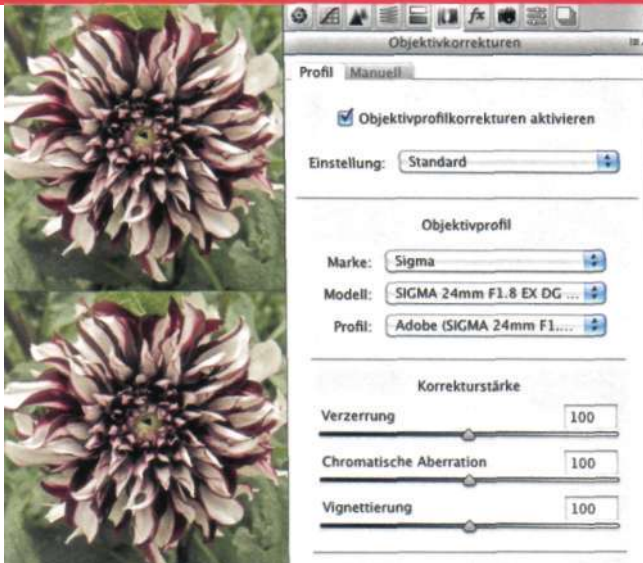 fx
Objektivkorrekturen
Profil Manuell
Objektivprofilkorrekturen aktivieren
Einstellung: Standard
Objektivprofil
Marke: Sigma
Modell: SIGMA 24mm F1.8 EX DG ...
Profil: Adobe (SIGMA 24mm F1....
Korrekturstärke
Verzerrung 100
Chromatische Aberration 100
Vignettierung 100